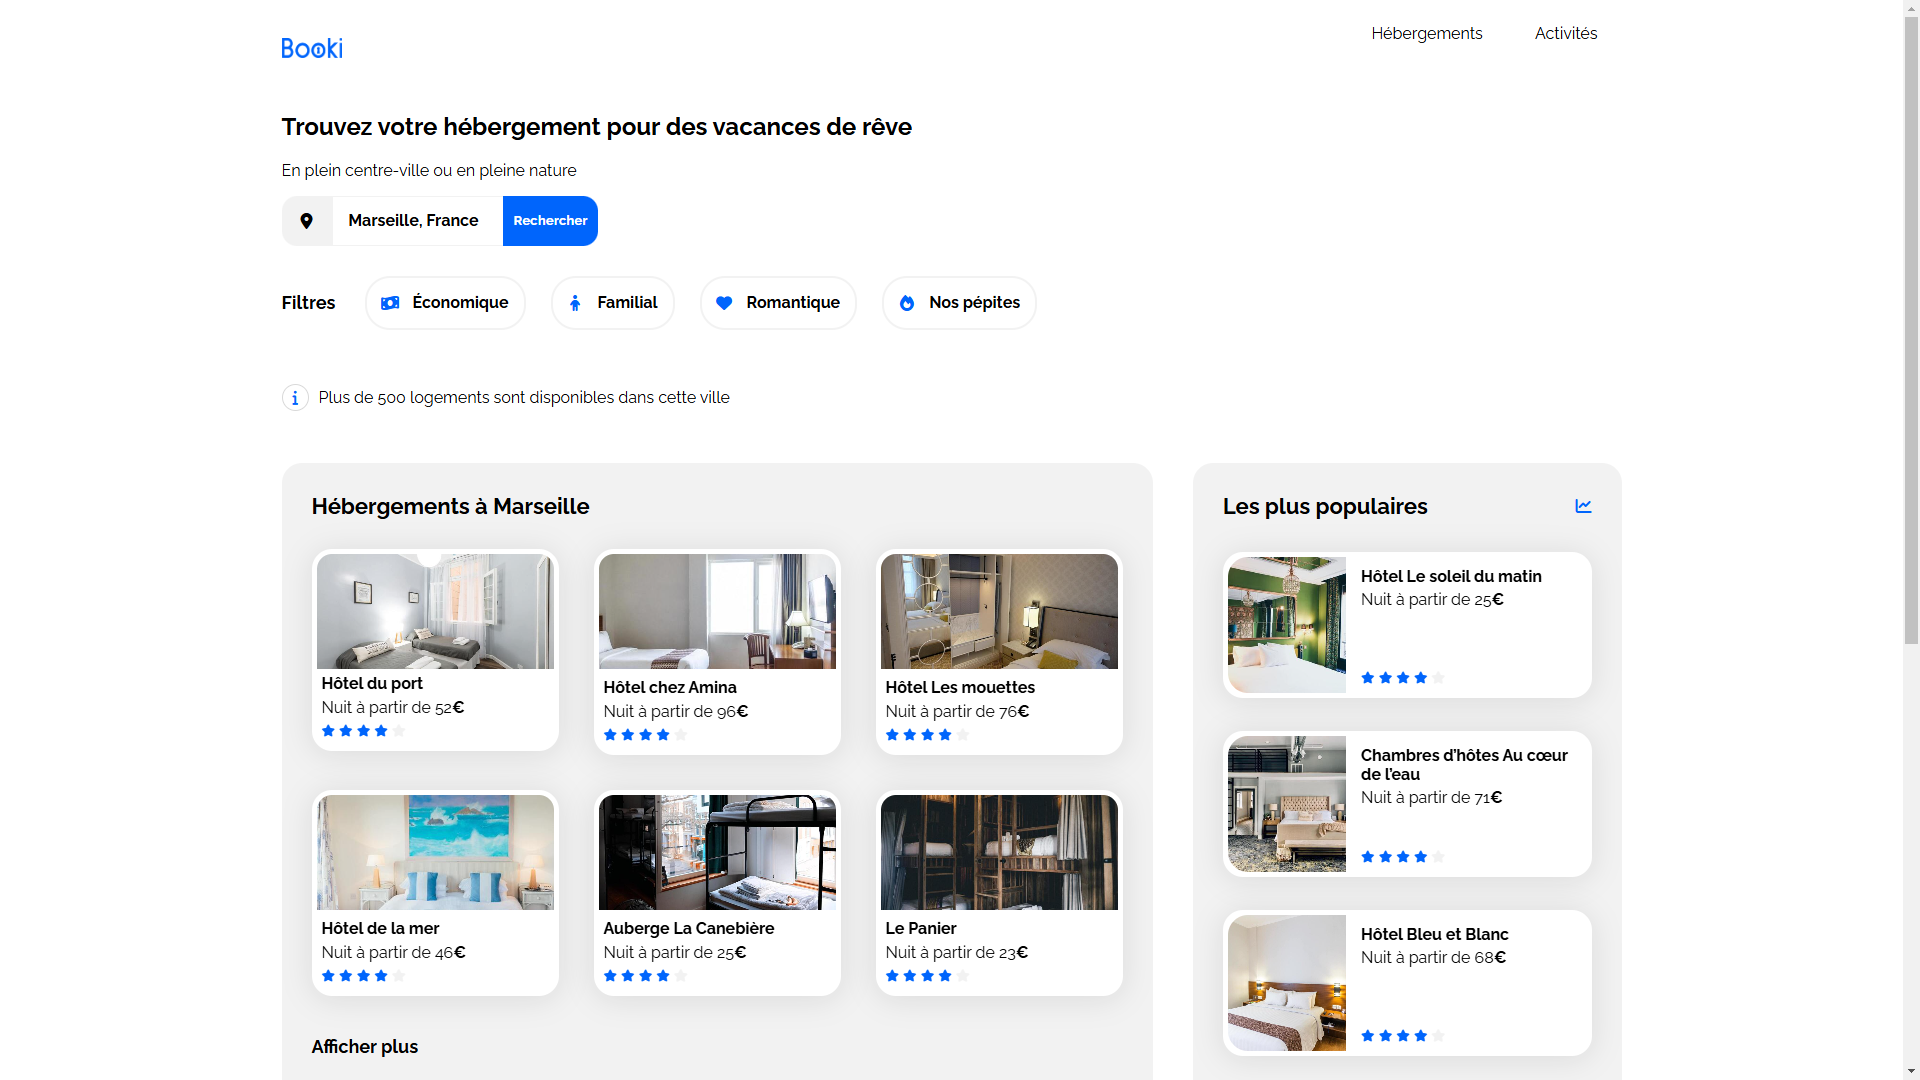 Booki
Hébergements
Activités
Trouvez votre hébergement pour des vacances de rêve
En plein centre-ville ou en pleine nature
Marseille, France
Rechercher
Filtres
Économique
Familial
Romantique
Nos pépites
Plus de 500 logements sont disponibles dans cette ville
Hébergements à Marseille
Hôtel du port
Nuit à partir de 52€
Hôtel chez Amina
Nuit à partir de 96€
Hôtel Les mouettes
Nuit à partir de 76€
Hôtel de la mer
Nuit à partir de 46€
Auberge La Canebière
Nuit à partir de 25€
Le Panier
Nuit à partir de 23€
Afficher plus
Les plus populaires
Hôtel Le soleil du matin
Nuit à partir de 25€
Chambres d’hôtes Au cœur
de l’eau
Nuit à partir de 71€
Hôtel Bleu et Blanc
Nuit à partir de 68€